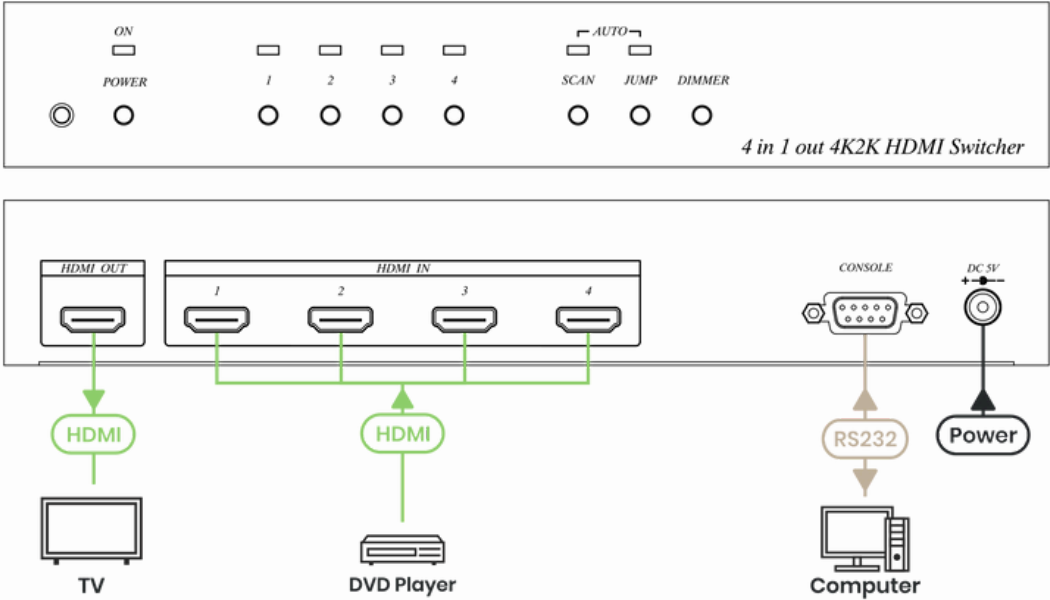 ON
AUTO
POWER 1 2 3 4 SCAN JUMP DIMMER
4 in 1 out 4K2K HDMI Switcher
HDMI OUT HDMI IN CONSOLE DC 5V
1 2 3 4
HDMI HDMI RS232 Power
TV DVD Player Computer